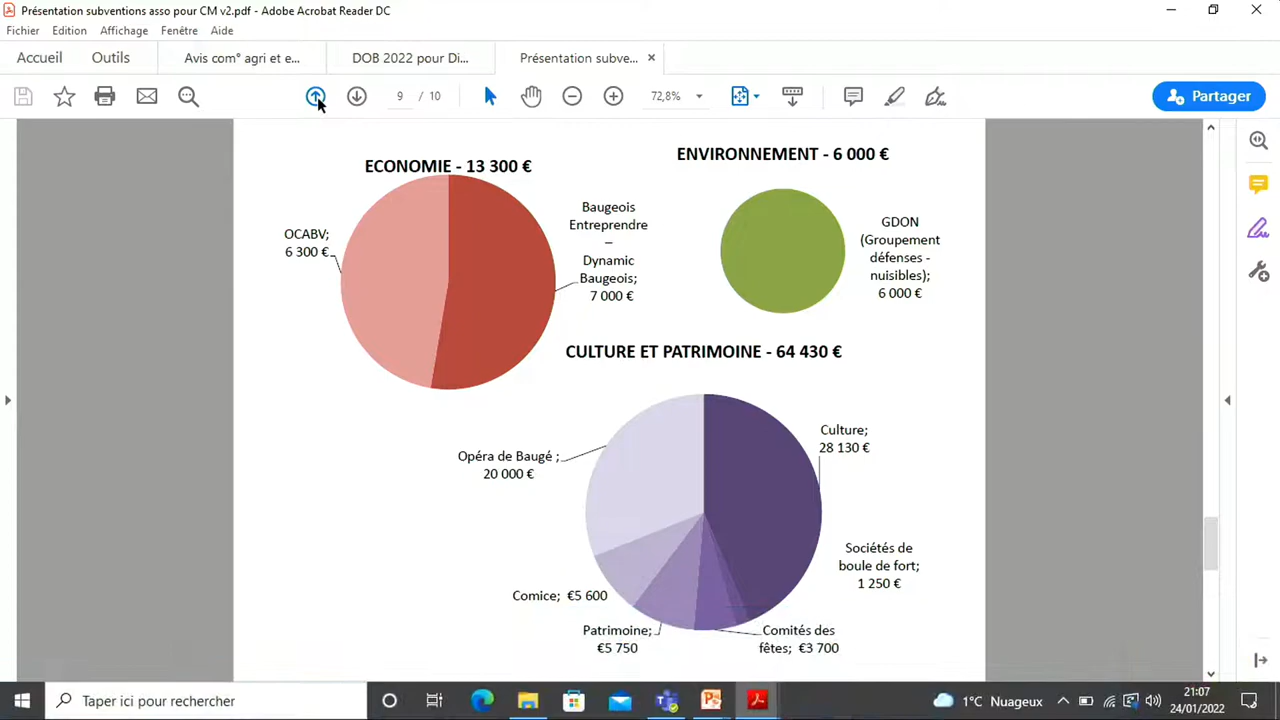 Présentation subventions asso pour CM v2.pdf - Adobe Acrobat Reader DC
Fichier Edition Affichage Fenêtre Aide
Accueil Outils Avis com° agri et e... DOB 2022 pour Di... Présentation subve... ×
9 / 10 72,8% Partager
ECONOMIE - 13 300 €
OCABV;
6 300 €
Baugeois
Entreprendre
–
Dynamic
Baugeois;
7 000 €
ENVIRONNEMENT - 6 000 €
GDON
(Groupement
défenses -
nuisibles);
6 000 €
CULTURE ET PATRIMOINE - 64 430 €
Culture;
28 130 €
Opéra de Baugé ;
20 000 €
Sociétés de
boule de fort;
1 250 €
Comice; €5 600
Patrimoine;
€5 750
Comités des
fêtes; €3 700
Taper ici pour rechercher
1°C Nuageux
21:07
24/01/2022